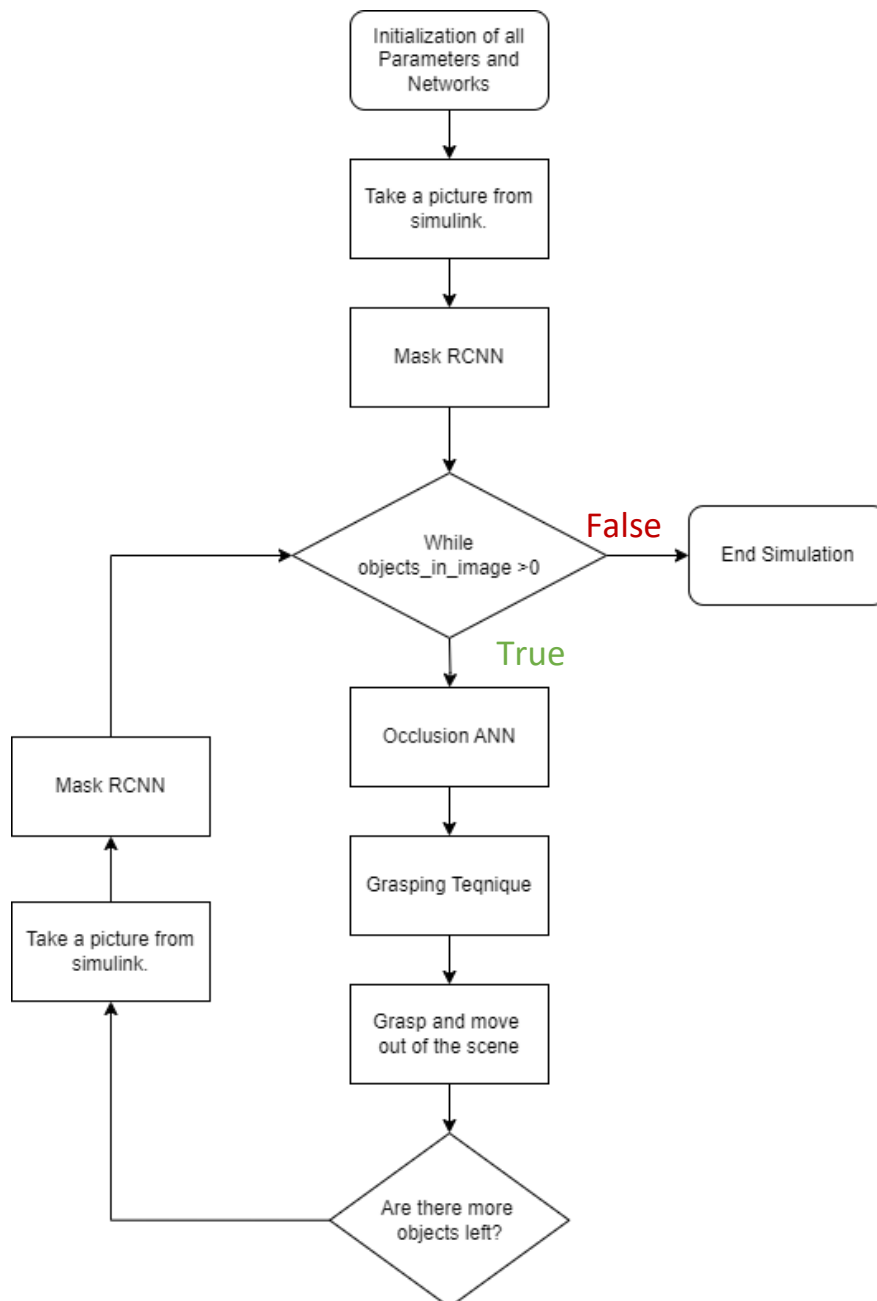 Initialization of all
Parameters and
Networks
Take a picture from
simulink.
Mask RCNN
While
objects_in_image >0
False
End Simulation
True
Occlusion ANN
Mask RCNN
Grasping Teqnique
Take a picture from
simulink.
Grasp and move
out of the scene
Are there more
objects left?